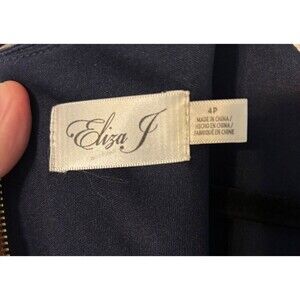 Eliza J
4P
MADE IN CHINA/
HECHO EN CHINA/
FABRIQUÉ EN CHINE